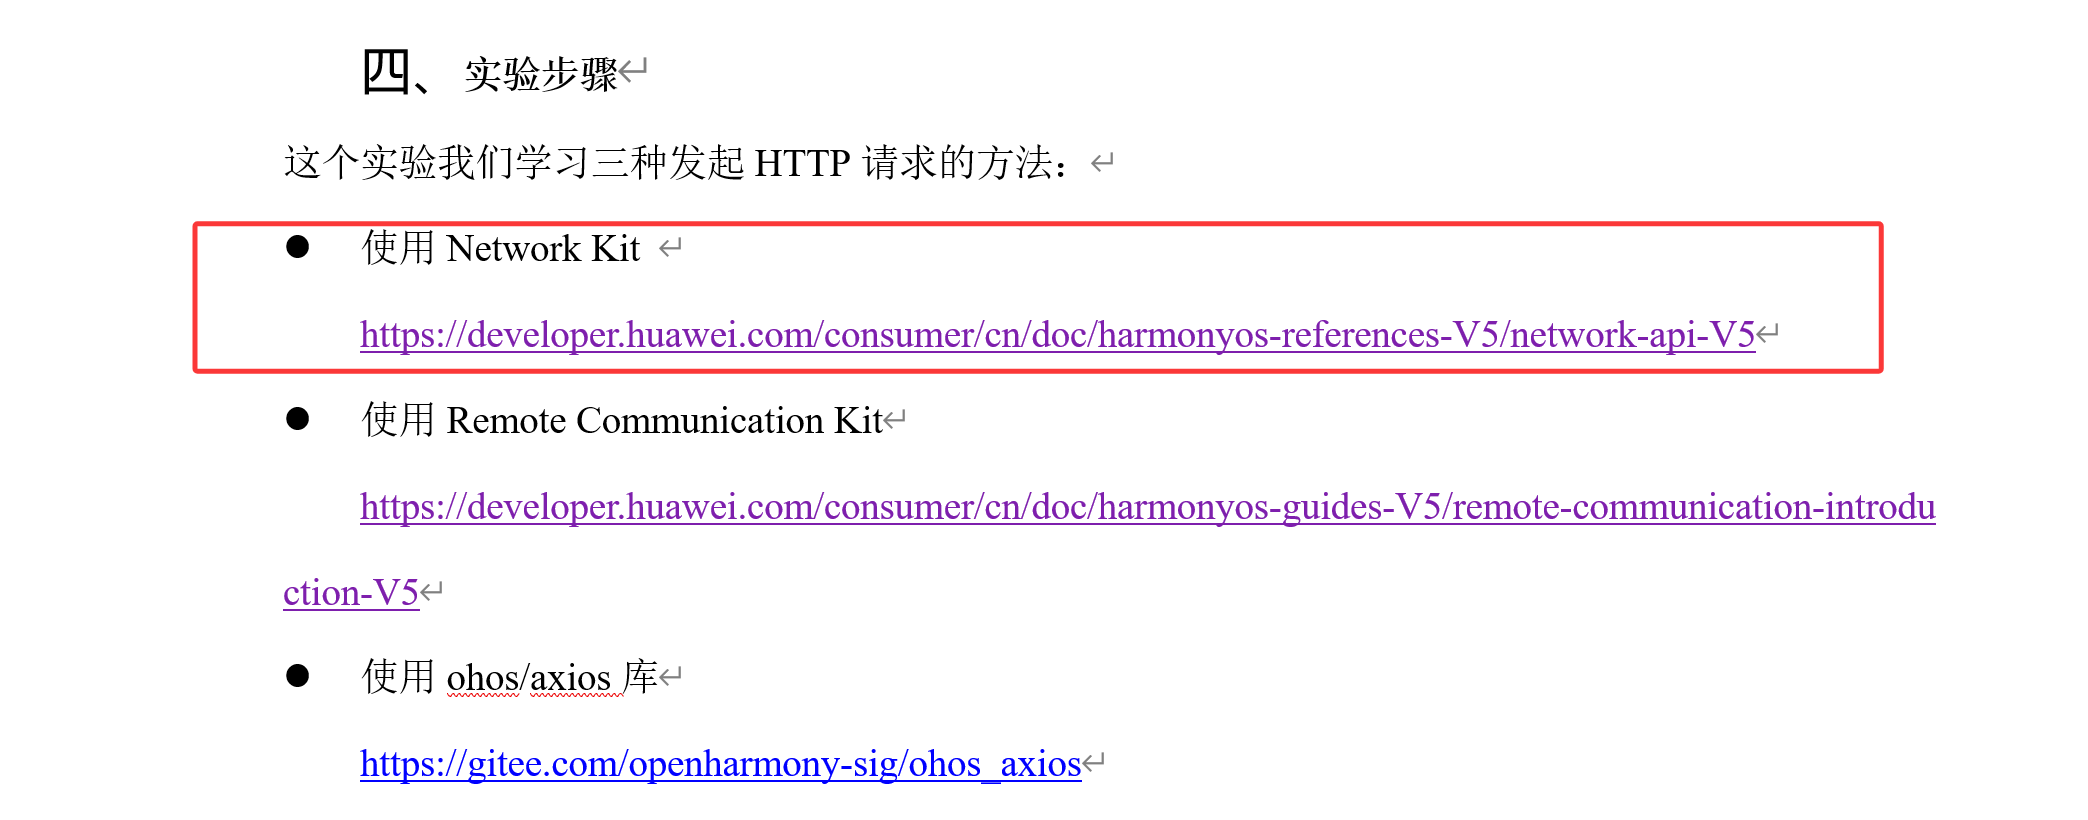 四、实验步骤↵
这个实验我们学习三种发起 HTTP 请求的方法：↵
● 使用 Network Kit ↵
https://developer.huawei.com/consumer/cn/doc/harmonyos-references-V5/network-api-V5↵
● 使用 Remote Communication Kit↵
https://developer.huawei.com/consumer/cn/doc/harmonyos-guides-V5/remote-communication-introdu
ction-V5↵
● 使用 ohos/axios 库↵
https://gitee.com/openharmony-sig/ohos_axios↵